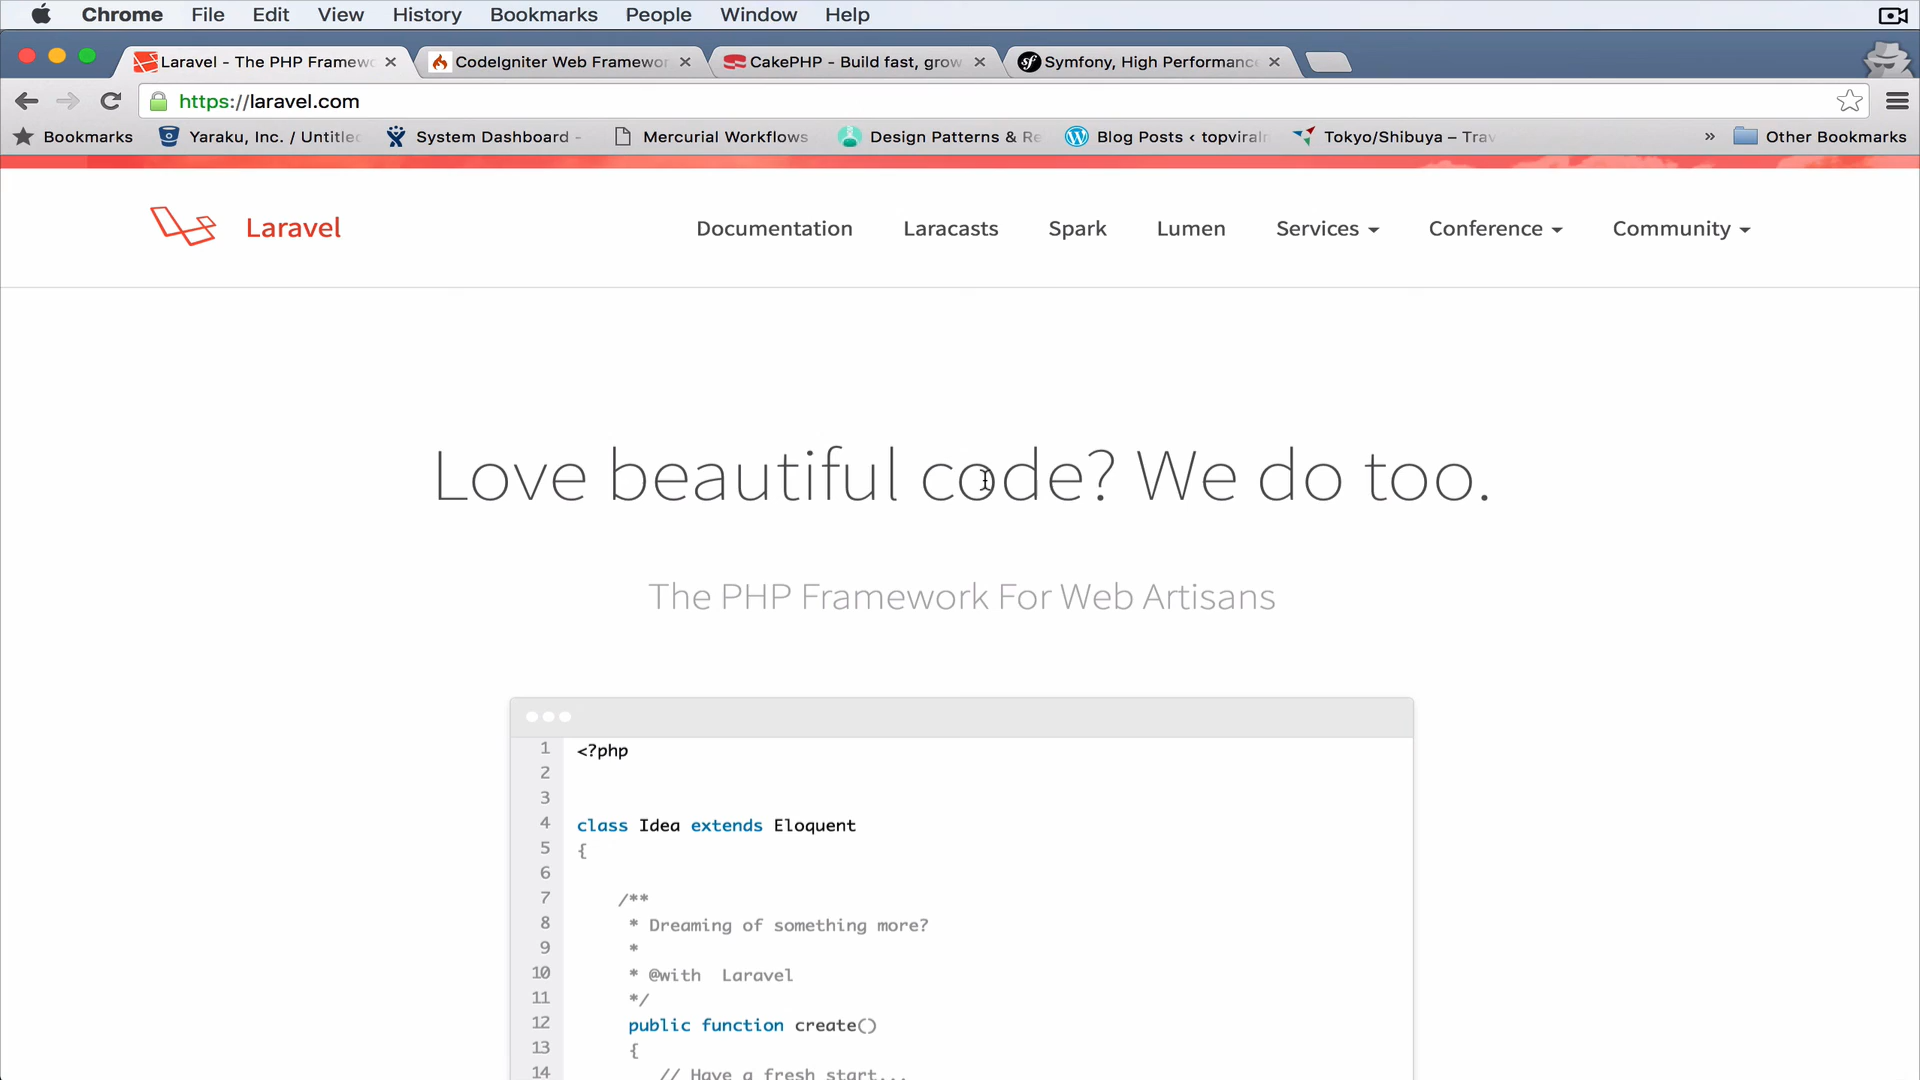 Chrome File Edit View History Bookmarks People Window Help
Laravel - The PHP Framewo CodeIgniter Web Framewor CakePHP - Build fast, grow Symfony, High Performance
https://laravel.com
Bookmarks Yaraku, Inc. / Untitle System Dashboard - Mercurial Workflows Design Patterns & Re Blog Posts ‹ topviraln Tokyo/Shibuya – Trav » Other Bookmarks
Laravel Documentation Laracasts Spark Lumen Services Conference Community
Love beautiful code? We do too.
The PHP Framework For Web Artisans
1 <?php
2
3
4 class Idea extends Eloquent
5 {
6
7 /**
8 * Dreaming of something more?
9 *
10 * @with Laravel
11 */
12 public function create()
13 {
14 // Have a fresh start...